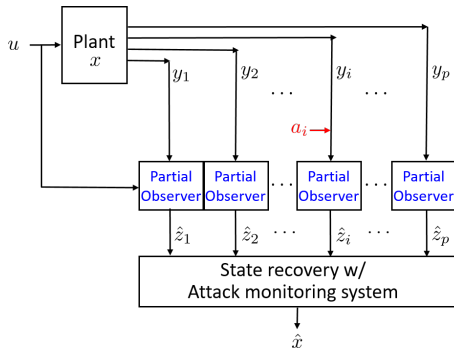 u
Plant
x
y₁ y₂ ··· yᵢ ··· yₚ
aᵢ
Partial Observer
Partial Observer
···
Partial Observer
···
Partial Observer
ẑ₁ ẑ₂ ··· ẑᵢ ··· ẑₚ
State recovery w/
Attack monitoring system
x̂